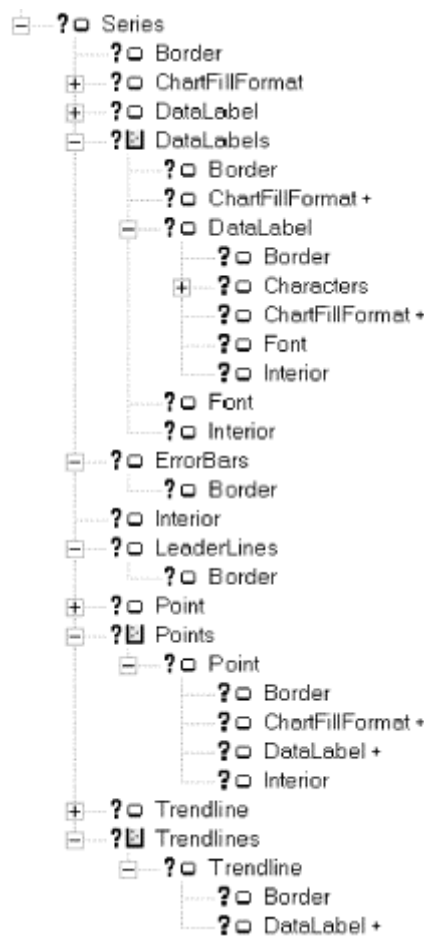 Series
Border
ChartFillFormat
DataLabel
DataLabels
Border
ChartFillFormat +
DataLabel
Border
Characters
ChartFillFormat +
Font
Interior
Font
Interior
ErrorBars
Border
Interior
LeaderLines
Border
Point
Points
Point
Border
ChartFillFormat +
DataLabel +
Interior
Trendline
Trendlines
Trendline
Border
DataLabel +